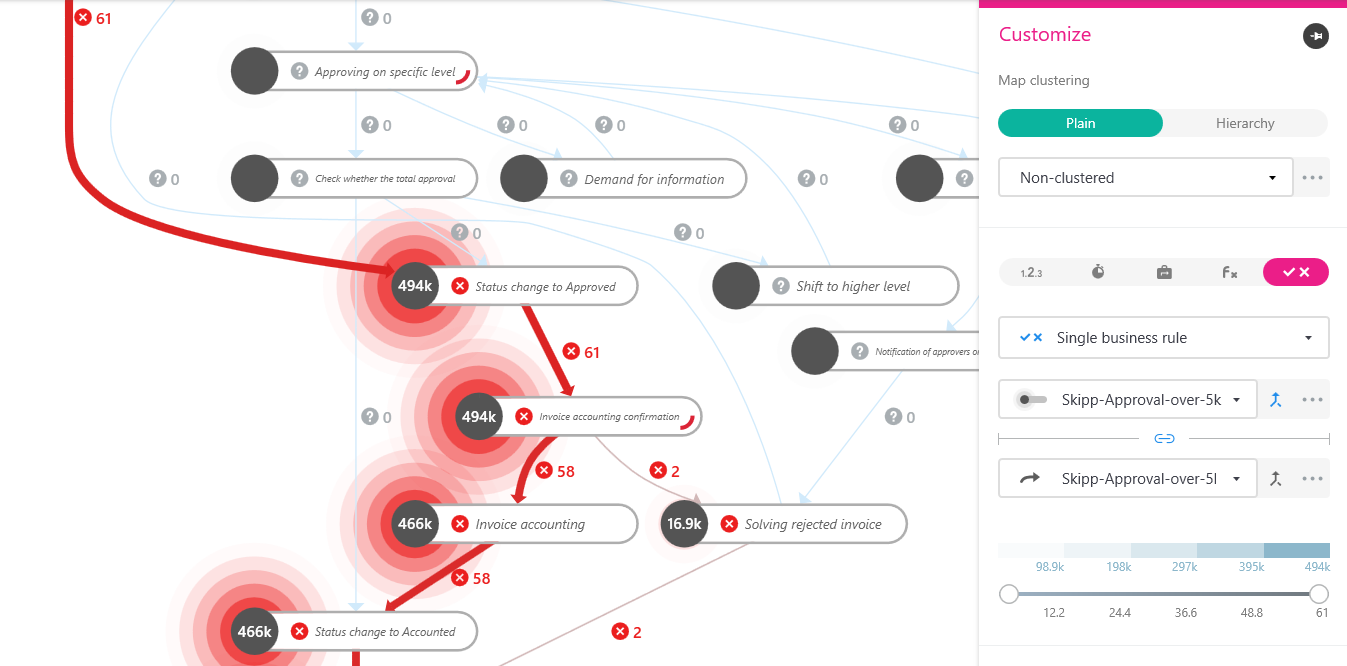 61
? 0
Approving on specific level
?
? 0
? 0
? 0
? 0
? 0
Check whether the total approval
?
Demand for information
?
? 0
?
? 0
? 0
494k
Status change to Approved
Shift to higher level
?
Notification of approvers o
?
61
494k
Invoice accounting confirmation
? 0
? 0
58
2
466k
Invoice accounting
16.9k
Solving rejected invoice
58
466k
Status change to Accounted
2
Customize
Map clustering
Plain
Hierarchy
Non-clustered
1.2.3
Fx
Single business rule
Skipp-Approval-over-5k
Skipp-Approval-over-5l
98.9k 198k 297k 395k 494k
12.2 24.4 36.6 48.8 61